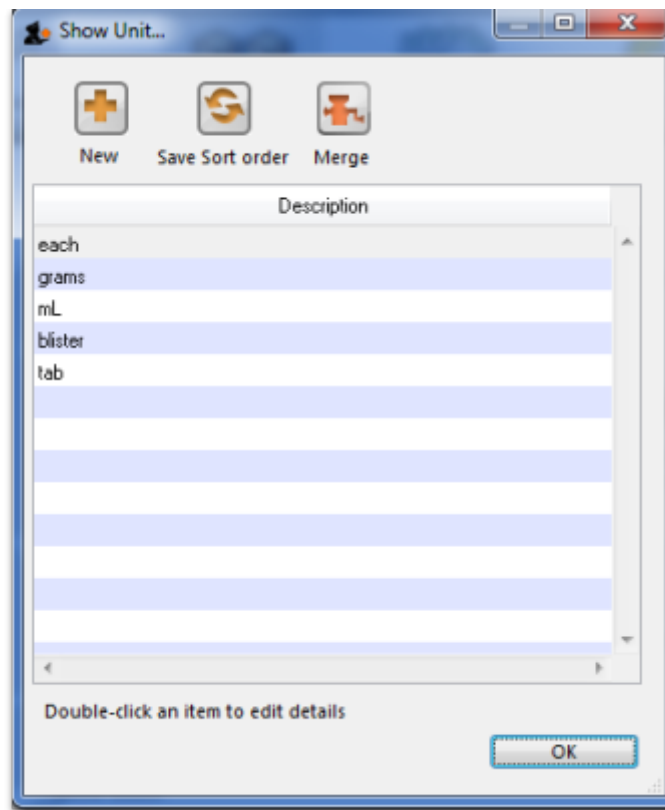 Show Unit...
New Save Sort order Merge
Description
each
grams
mL
blister
tab
Double-click an item to edit details
OK